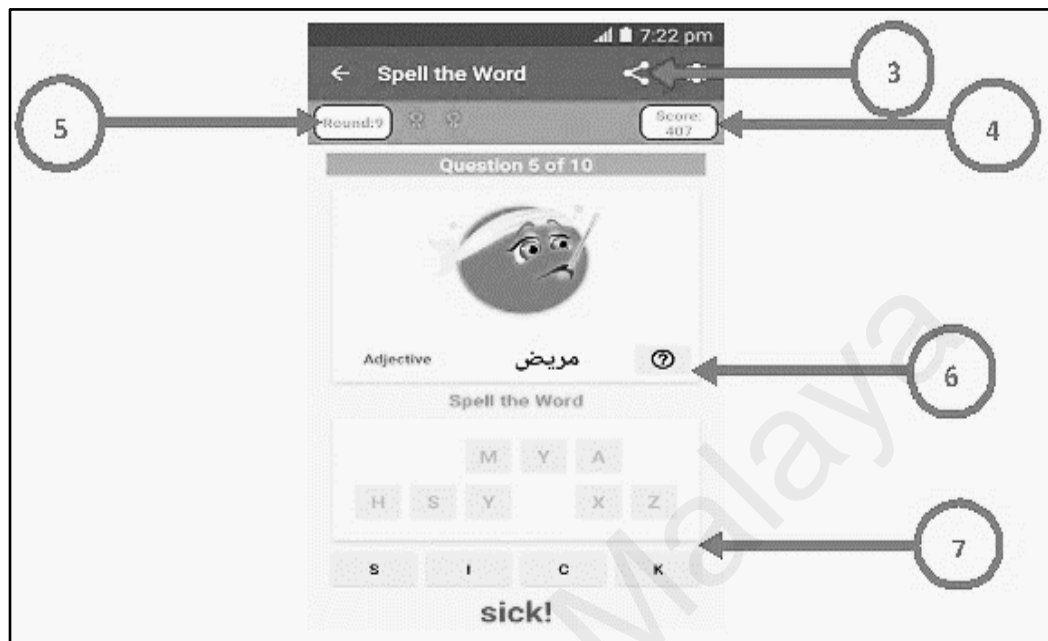 7:22 pm
Spell the Word
3
5
Round:9
Score:
407
4
Question 5 of 10
Adjective
مريض
6
Spell the Word
M Y A
H S Y X Z
7
S I C K
sick!
Malaya